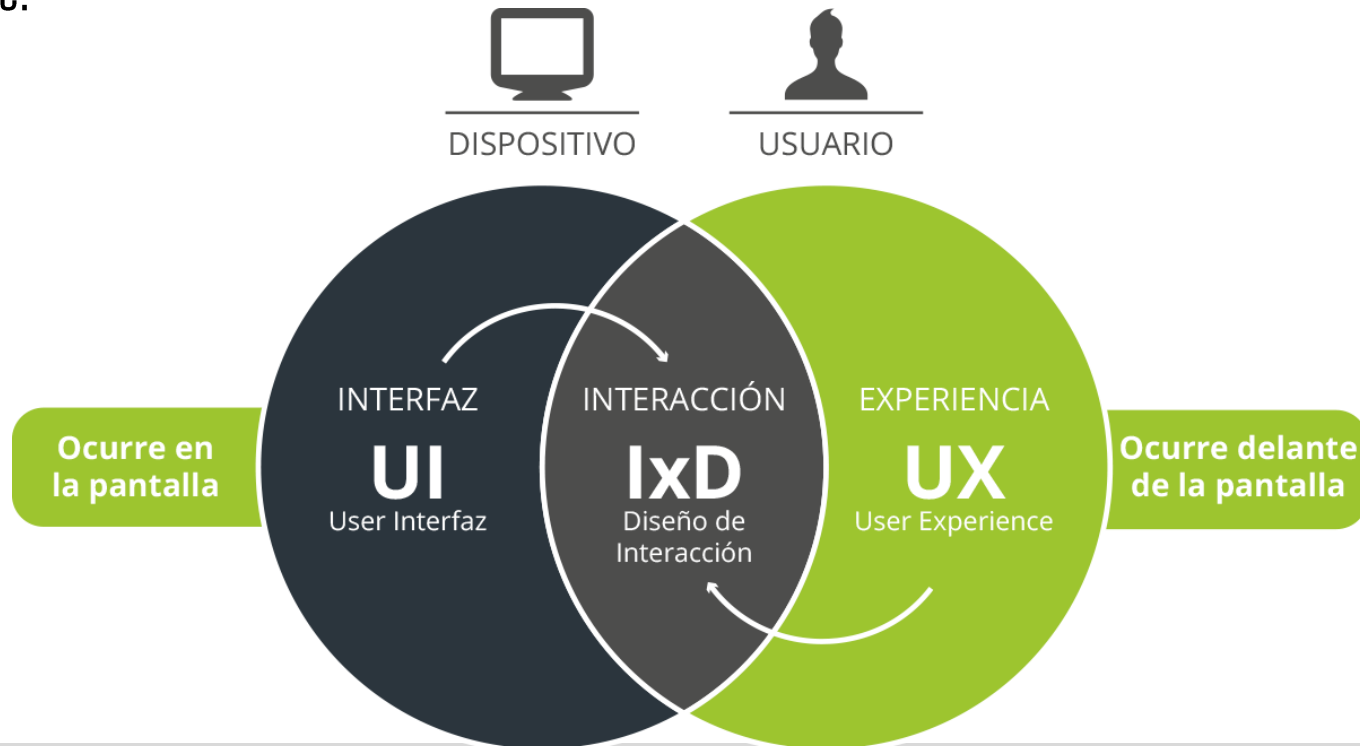 DISPOSITIVO
USUARIO
INTERFAZ
UI
User Interfaz
INTERACCIÓN
IxD
Diseño de
Interacción
EXPERIENCIA
UX
User Experience
Ocurre en
la pantalla
Ocurre delante
de la pantalla